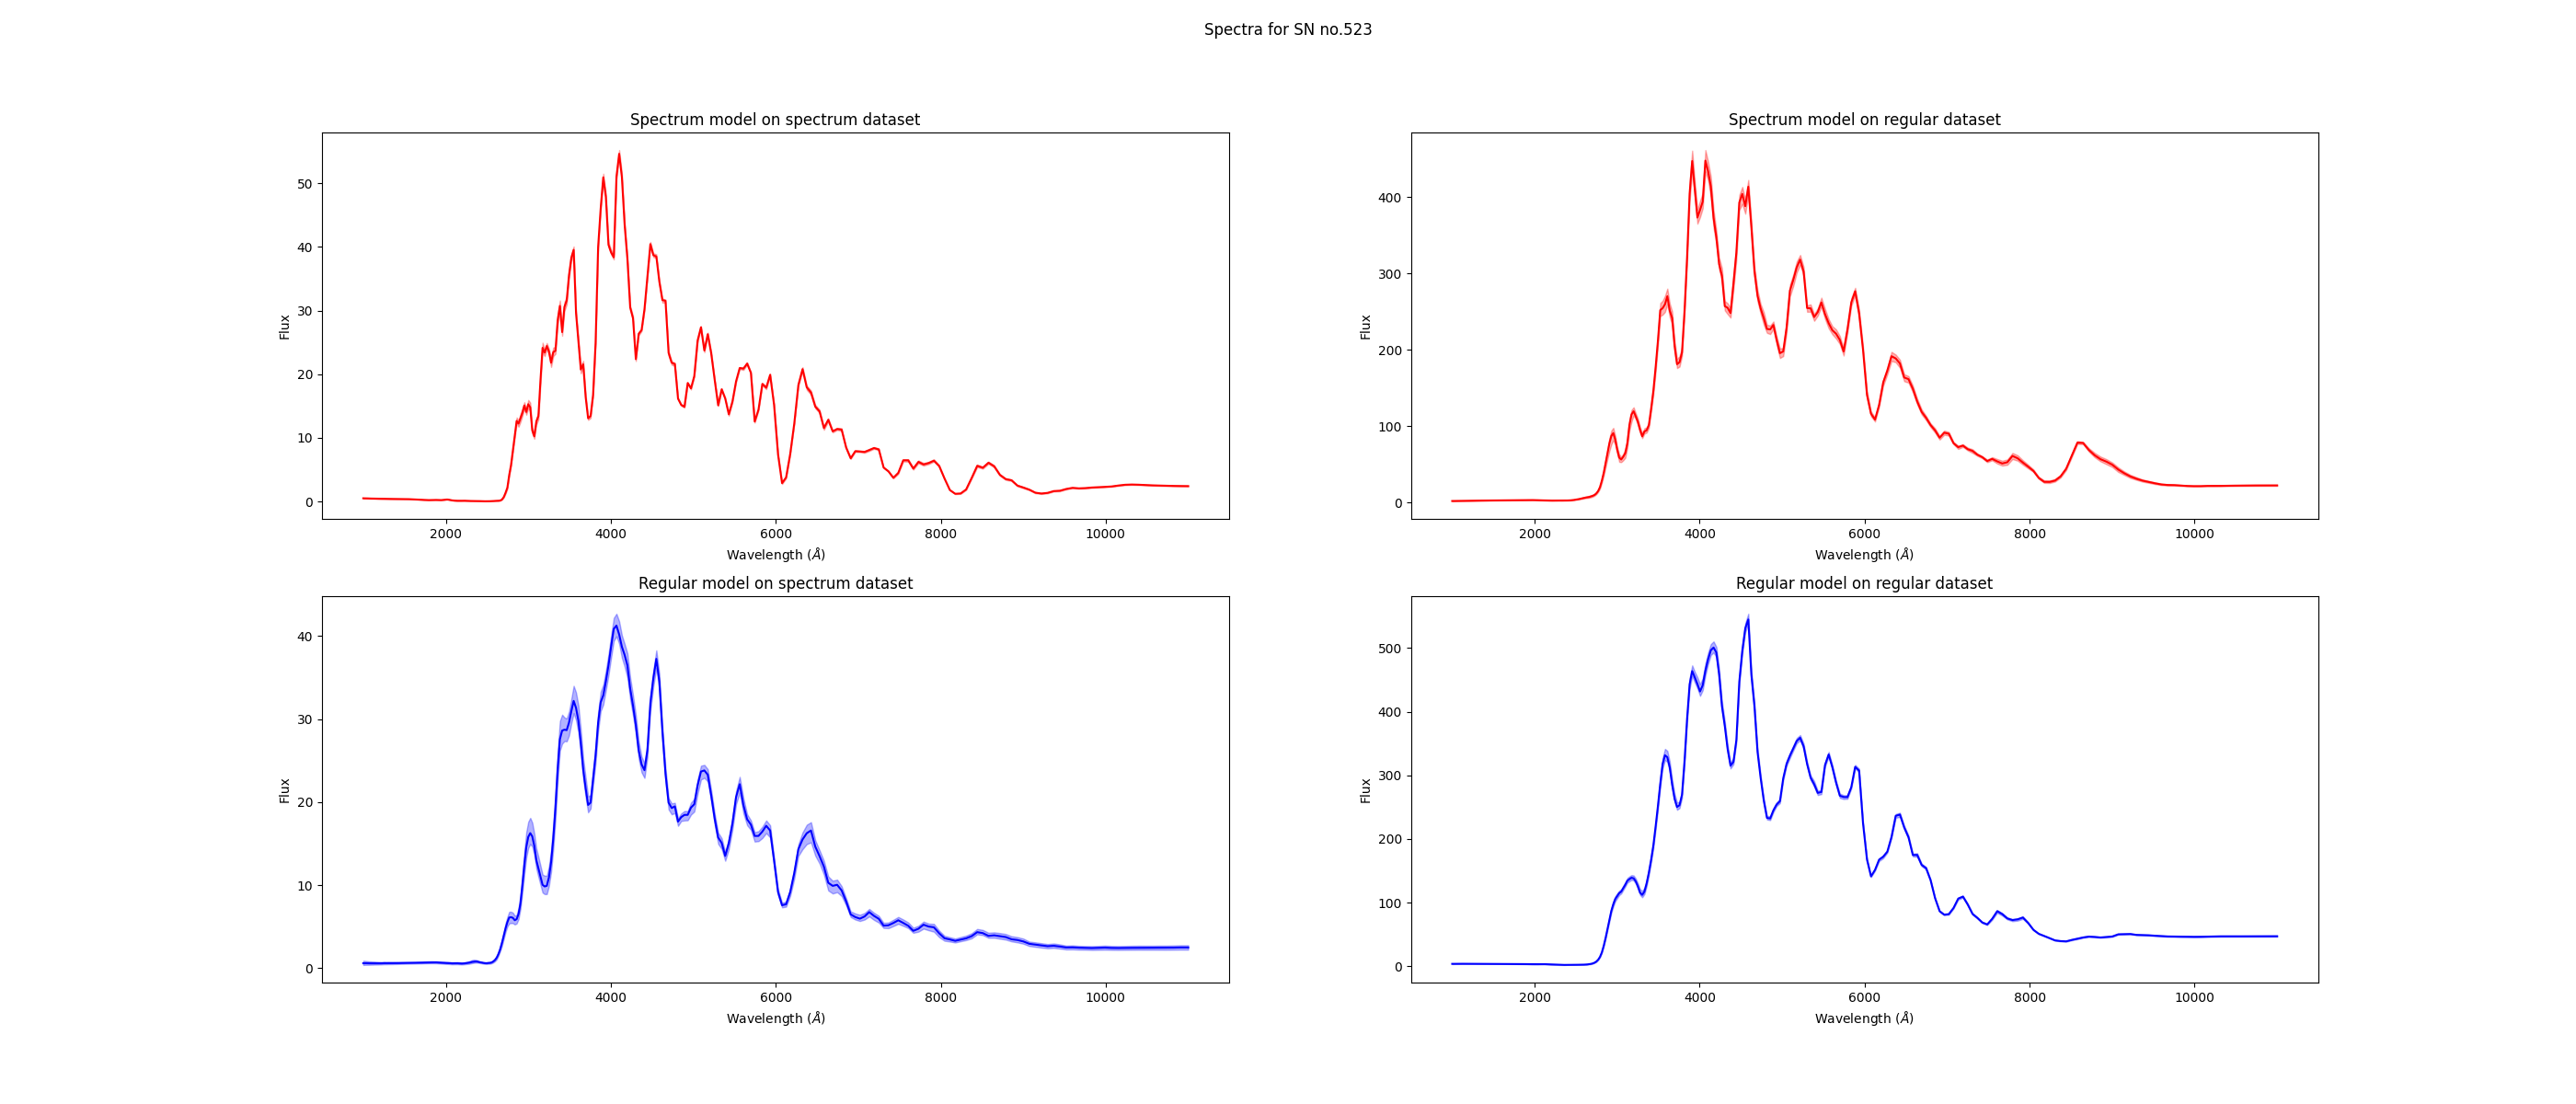 Spectra for SN no.523
Spectrum model on spectrum dataset
Flux
50
40
30
20
10
0
2000 4000 6000 8000 10000
Wavelength (Å)
Spectrum model on regular dataset
Flux
400
300
200
100
0
2000 4000 6000 8000 10000
Wavelength (Å)
Regular model on spectrum dataset
Flux
40
30
20
10
0
2000 4000 6000 8000 10000
Wavelength (Å)
Regular model on regular dataset
Flux
500
400
300
200
100
0
2000 4000 6000 8000 10000
Wavelength (Å)